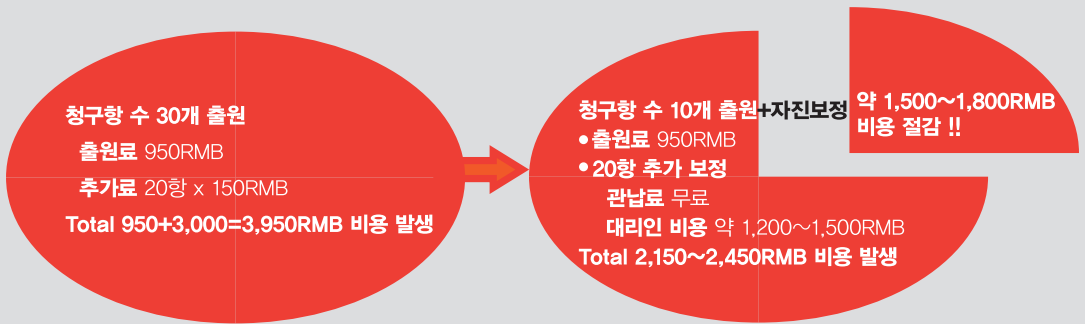 청구항 수 30개 출원
출원료 950RMB
추가료 20항 x 150RMB
Total 950+3,000=3,950RMB 비용 발생
청구항 수 10개 출원+자진보정
•출원료 950RMB
•20항 추가 보정
관납료 무료
대리인 비용 약 1,200~1,500RMB
Total 2,150~2,450RMB 비용 발생
약 1,500~1,800RMB
비용 절감 !!